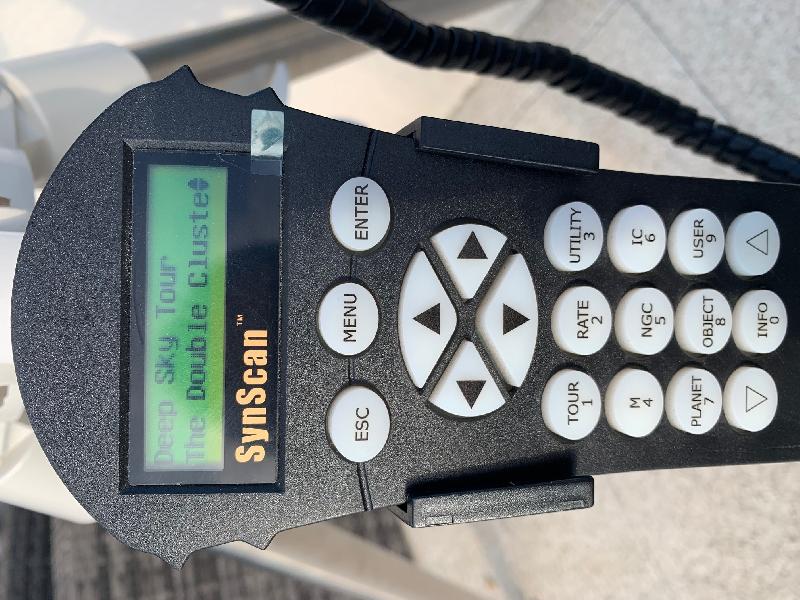 Deep Sky Tour
The Double Cluste
SynScan™
ESC MENU ENTER
TOUR RATE UTILITY
1 2 3
M NGC IC
4 5 6
PLANET OBJECT USER
7 8 9
INFO
0